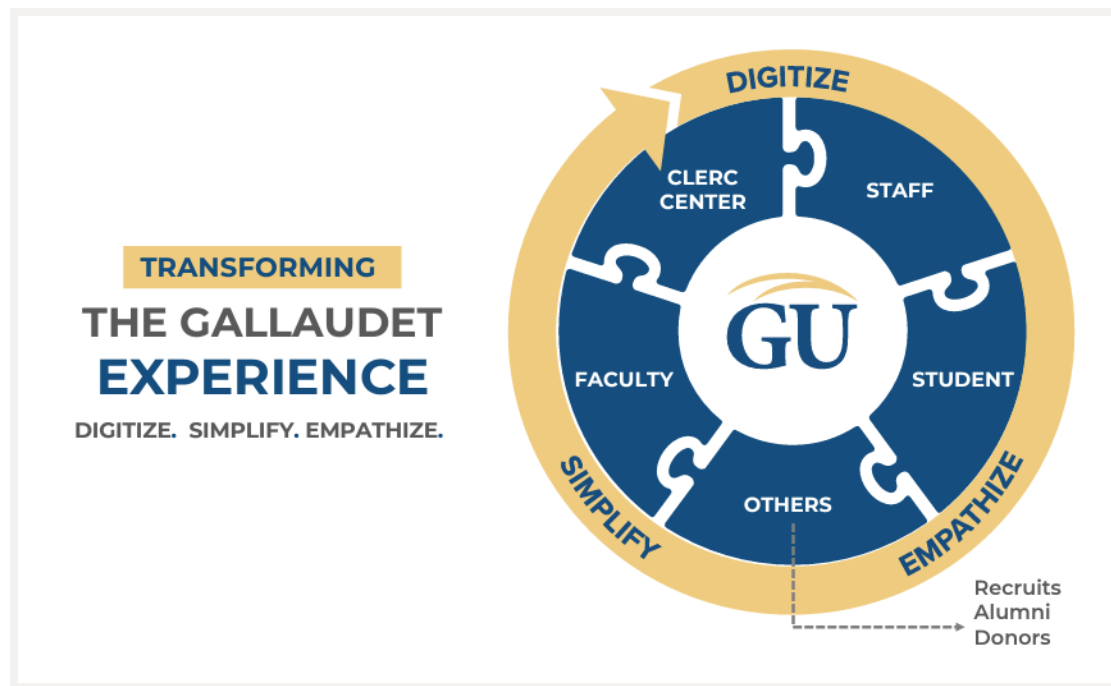 TRANSFORMING
THE GALLAUDET
EXPERIENCE
DIGITIZE. SIMPLIFY. EMPATHIZE.
DIGITIZE
CLERC
CENTER
STAFF
GU
FACULTY
STUDENT
OTHERS
SIMPLIFY
EMPATHIZE
Recruits
Alumni
Donors